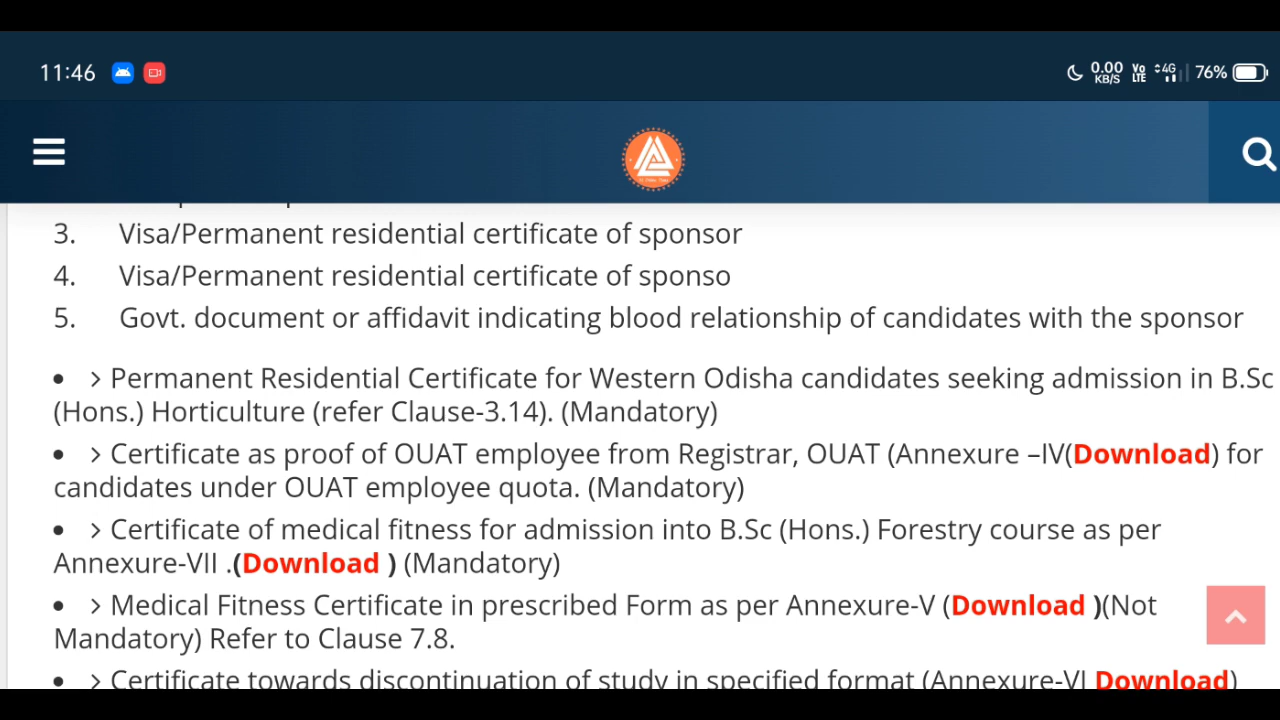 11:46
0.00 KB/S Vo LTE 4G 76%
3. Visa/Permanent residential certificate of sponsor
4. Visa/Permanent residential certificate of sponso
5. Govt. document or affidavit indicating blood relationship of candidates with the sponsor
• > Permanent Residential Certificate for Western Odisha candidates seeking admission in B.Sc
(Hons.) Horticulture (refer Clause-3.14). (Mandatory)
• > Certificate as proof of OUAT employee from Registrar, OUAT (Annexure –IV(Download) for
candidates under OUAT employee quota. (Mandatory)
• > Certificate of medical fitness for admission into B.Sc (Hons.) Forestry course as per
Annexure-VII .(Download ) (Mandatory)
• > Medical Fitness Certificate in prescribed Form as per Annexure-V (Download )(Not
Mandatory) Refer to Clause 7.8.
• > Certificate towards discontinuation of study in specified format (Annexure-VI Download)